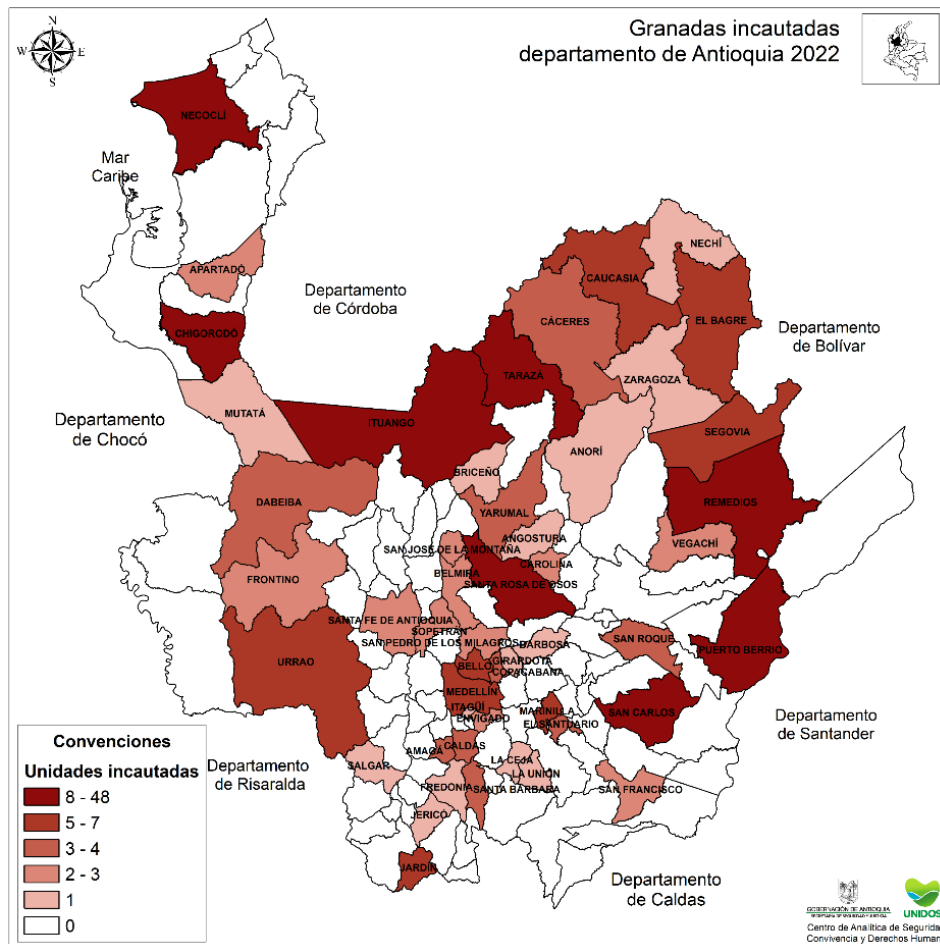 Granadas incautadas
departamento de Antioquia 2022
N
W
E
S
NECOCLÍ
Mar
Caribe
APARTADÓ
Departamento
de Córdoba
CHIGORODÓ
NECHÍ
CAUCASIA
CÁCERES
EL BAGRE
Departamento
de Bolívar
TARAZÁ
ZARAGOZA
MUTATÁ
Departamento
de Chocó
ITUANGO
SEGOVIA
ANORÍ
BRICEÑO
DABEIBA
REMEDIOS
YARUMAL
ANGOSTURA
VEGACHÍ
SAN JOSE DE LA MONTAÑA
CAROLINA
BELMIRA
FRONTINO
SANTA ROSA DE OSOS
SANTA FE DE ANTIOQUIA
SOPETRÁN
SAN PEDRO DE LOS MILAGROS
BARBOSA
SAN ROQUE
PUERTO BERRIO
URRAO
BELLO
GIRARDOTA
COPACABANA
MEDELLÍN
ITAGÜÍ
ENVIGADO
MARINILLA
EL SANTUARIO
SAN CARLOS
Departamento
de Santander
AMAGÁ
CALDAS
LA CEJA
SALGAR
LA UNIÓN
FREDONIA
SANTA BÁRBARA
SAN FRANCISCO
JERICÓ
JARDÍN
Departamento
de Risaralda
Departamento
de Caldas
Convenciones
Unidades incautadas
8 - 48
5 - 7
3 - 4
2 - 3
1
0
GOBERNACIÓN DE ANTIOQUIA
UNIDOS
Centro de Analítica de Segurida
Convivencia y Derechos Human